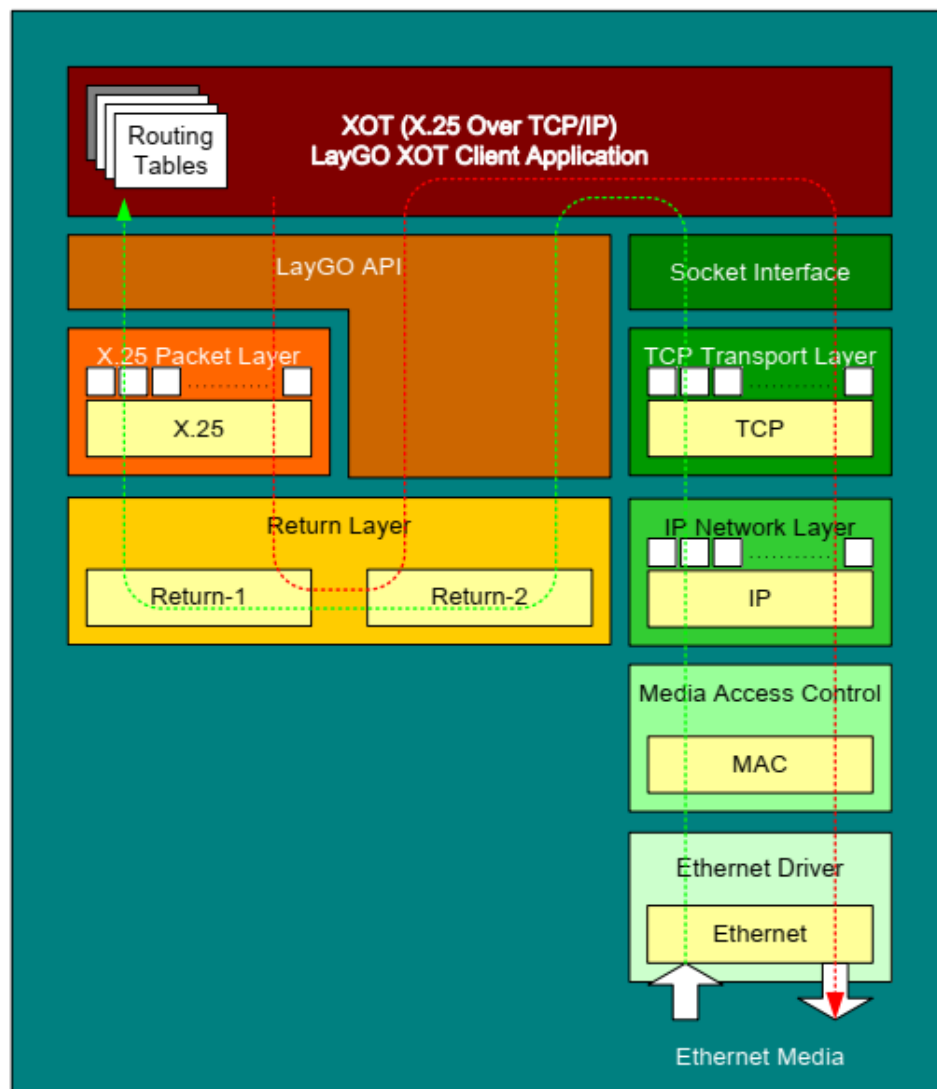 Routing
Tables
XOT (X.25 Over TCP/IP)
LayGO XOT Client Application
LayGO API
Socket Interface
X.25 Packet Layer
X.25
TCP Transport Layer
TCP
Return Layer
Return-1
Return-2
IP Network Layer
IP
Media Access Control
MAC
Ethernet Driver
Ethernet
Ethernet Media